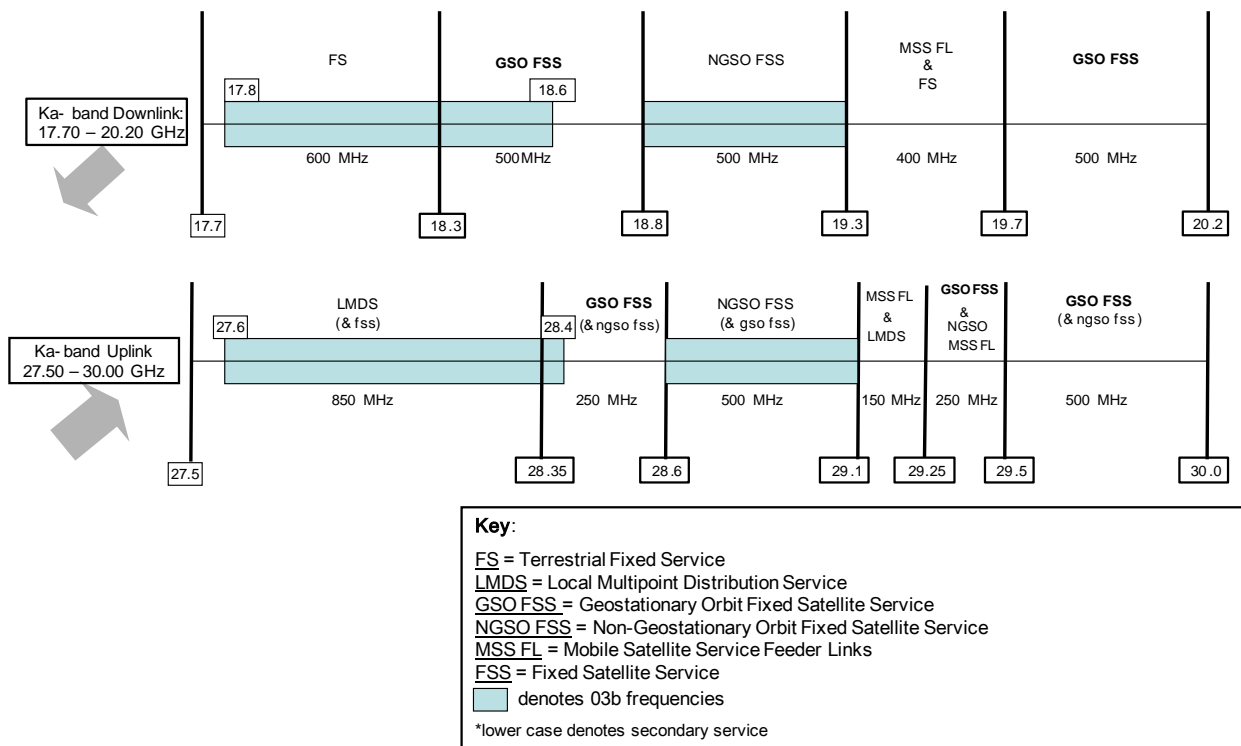 FS
GSO FSS
NGSO FSS
MSS FL
&
FS
GSO FSS
17.8
18.6
Ka- band Downlink:
17.70 – 20.20 GHz
600 MHz
500MHz
500 MHz
400 MHz
500 MHz
17.7
18.3
18.8
19.3
19.7
20.2
LMDS
(& fss)
GSO FSS
(& ngso fss)
NGSO FSS
(& gso fss)
MSS FL
&
LMDS
GSO FSS
&
NGSO
MSS FL
GSO FSS
(& ngso fss)
27.6
28.4
Ka- band Uplink
27.50 – 30.00 GHz
850 MHz
250 MHz
500 MHz
150 MHz
250 MHz
500 MHz
27.5
28.35
28.6
29.1
29.25
29.5
30.0
Key:
FS = Terrestrial Fixed Service
LMDS = Local Multipoint Distribution Service
GSO FSS = Geostationary Orbit Fixed Satellite Service
NGSO FSS = Non-Geostationary Orbit Fixed Satellite Service
MSS FL = Mobile Satellite Service Feeder Links
FSS = Fixed Satellite Service
denotes 03b frequencies
*lower case denotes secondary service